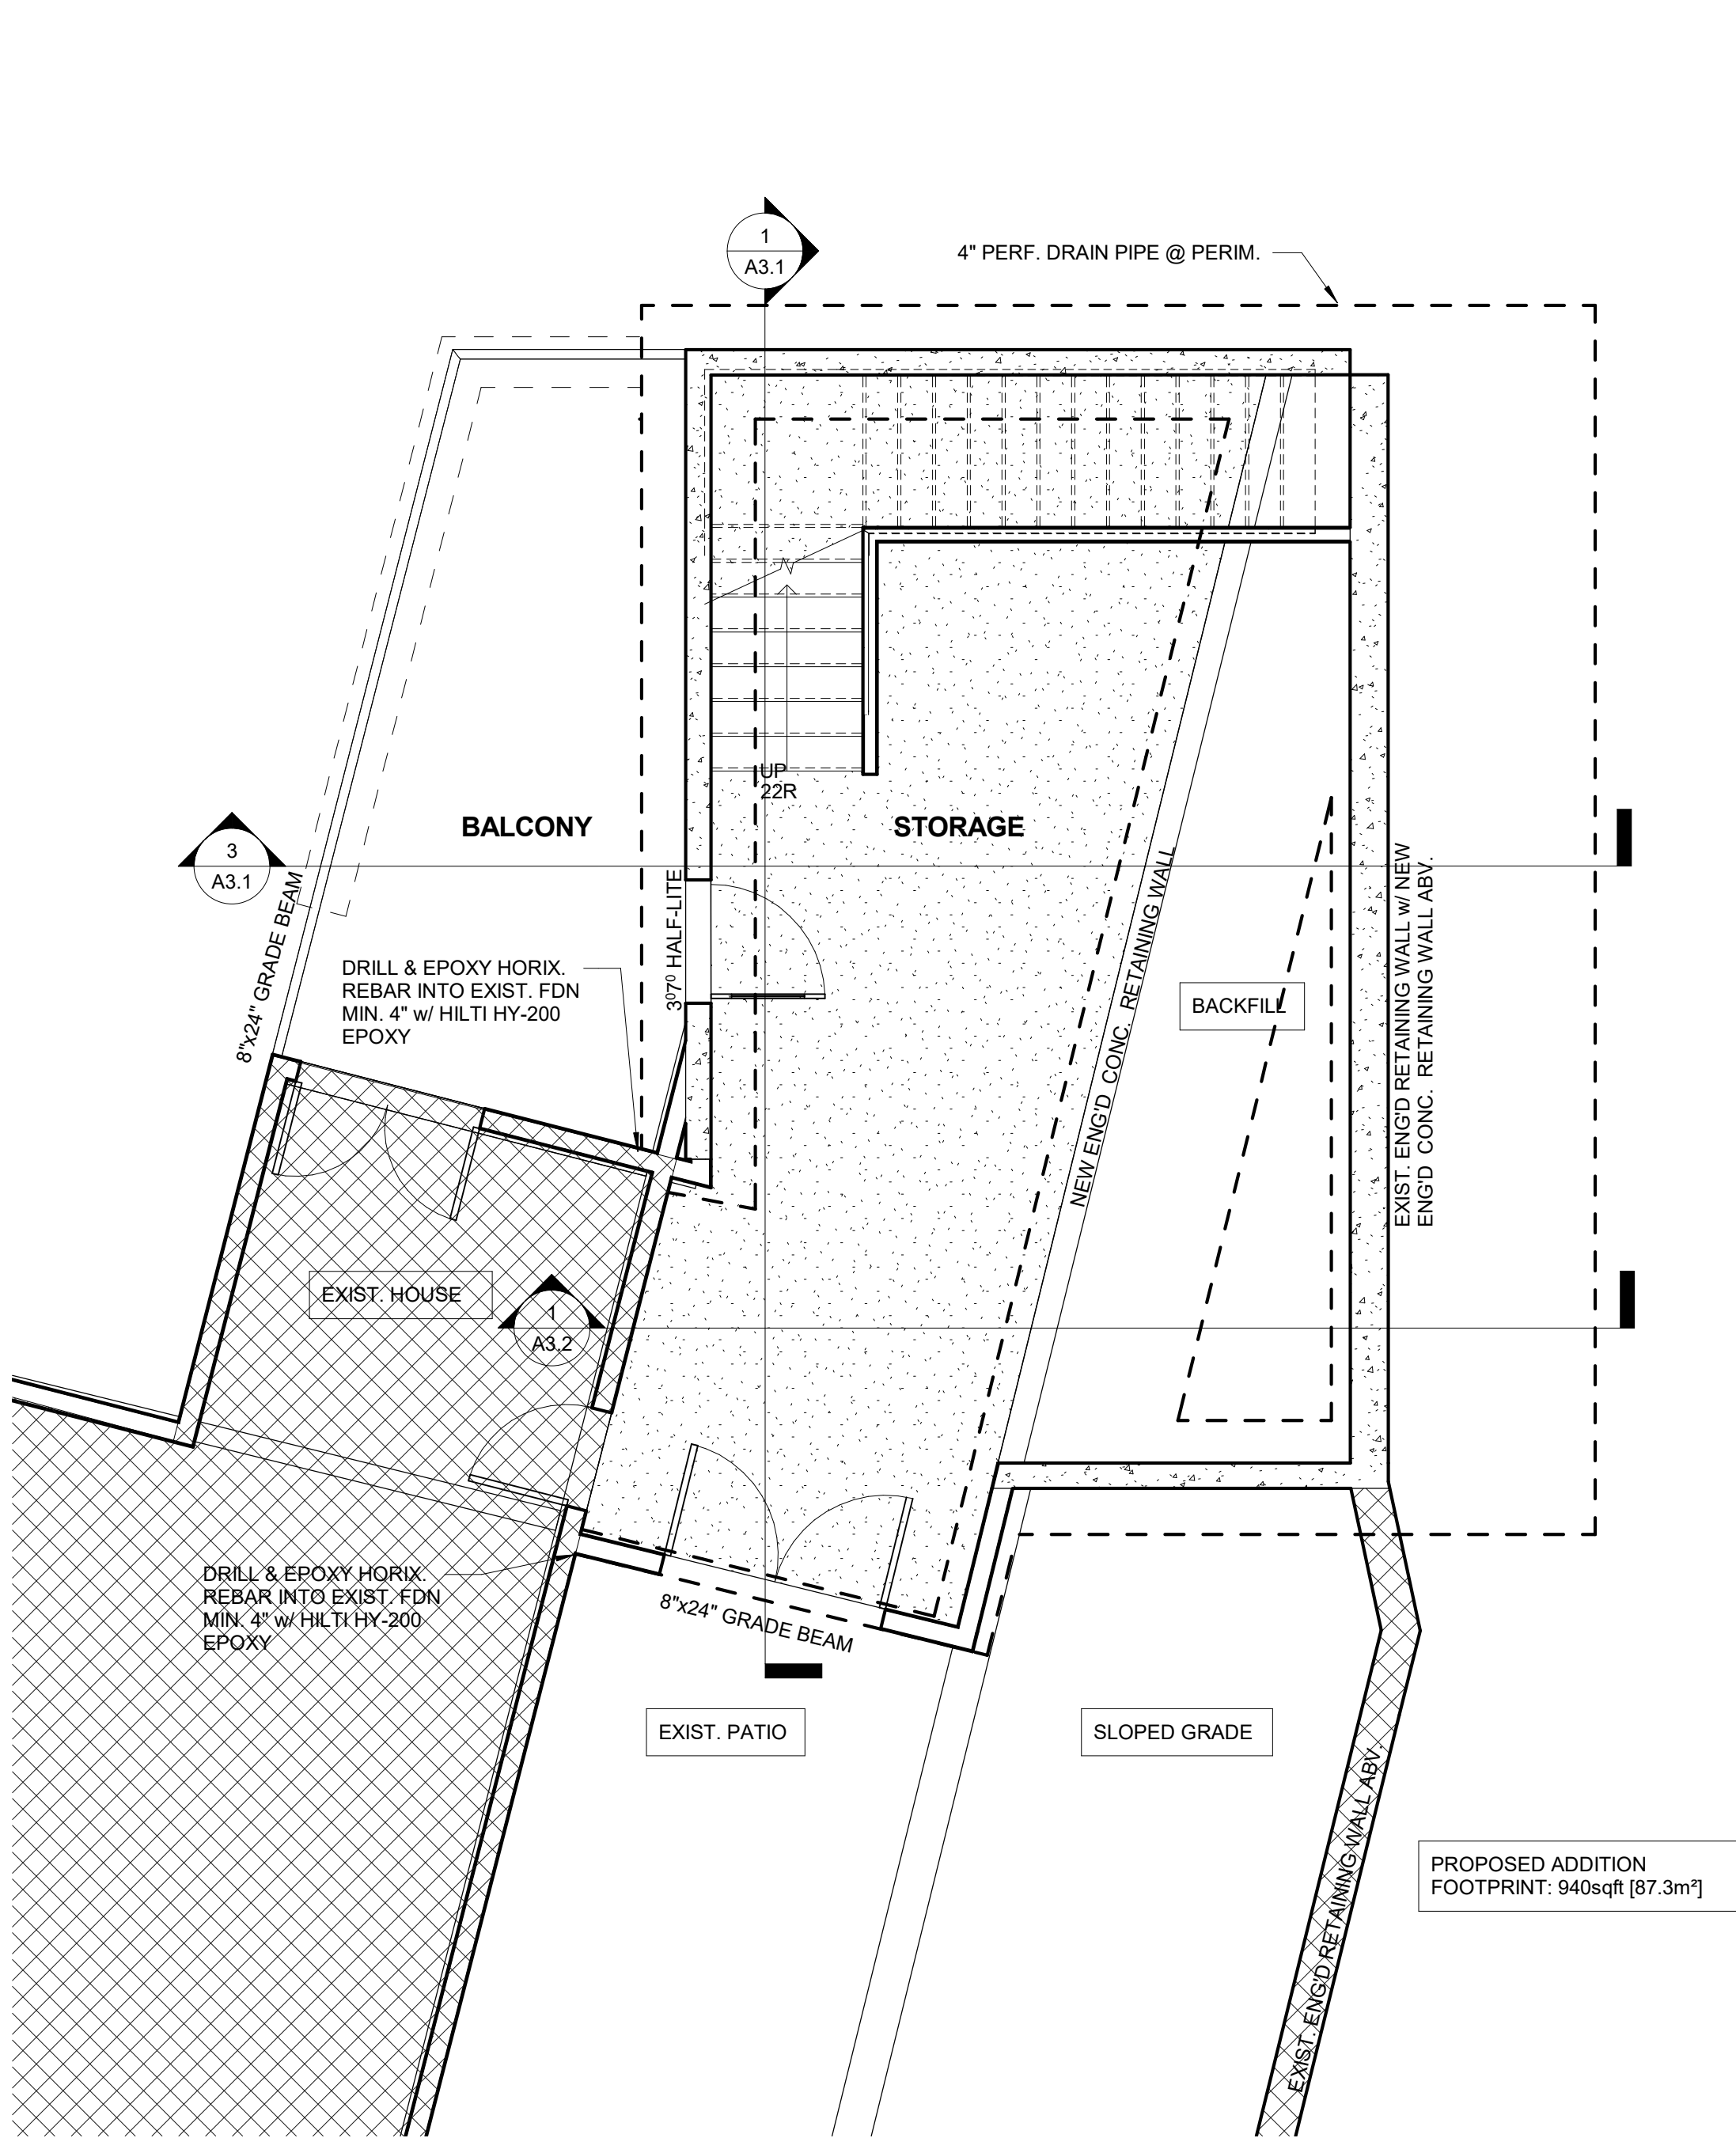 1
A3.1
4" PERF. DRAIN PIPE @ PERIM.
UP
22R
BALCONY
STORAGE
3
A3.1
8"x24" GRADE BEAM
3⁰7⁰ HALF-LITE
DRILL & EPOXY HORIX.
REBAR INTO EXIST. FDN
MIN. 4" w/ HILTI HY-200
EPOXY
NEW ENG'D CONC. RETAINING WALL
BACKFILL
EXIST. ENG'D RETAINING WALL w/ NEW
ENG'D CONC. RETAINING WALL ABV.
EXIST. HOUSE
1
A3.2
DRILL & EPOXY HORIX.
REBAR INTO EXIST. FDN
MIN. 4" w/ HILTI HY-200
EPOXY
8"x24" GRADE BEAM
EXIST. PATIO
SLOPED GRADE
EXIST. ENG'D RETAINING WALL ABV.
PROPOSED ADDITION
FOOTPRINT: 940sqft [87.3m²]